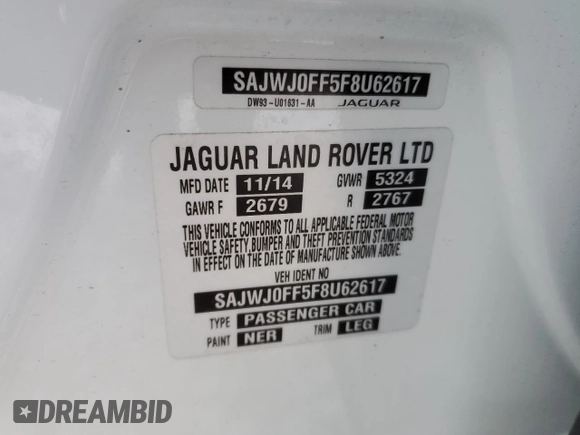 SAJWJ0FF5F8U62617
DW93-U01631-AA JAGUAR
JAGUAR LAND ROVER LTD
MFD DATE 11/14 GVWR 5324
GAWR F 2679 R 2767
THIS VEHICLE CONFORMS TO ALL APPLICABLE FEDERAL MOTOR
VEHICLE SAFETY,BUMPER AND THEFT PREVENTION STANDARDS
IN EFFECT ON THE DATE OF MANUFACTURE SHOWN ABOVE.
VEH IDENT NO
SAJWJ0FF5F8U62617
TYPE PASSENGER CAR
PAINT NER TRIM LEG
DREAMBID